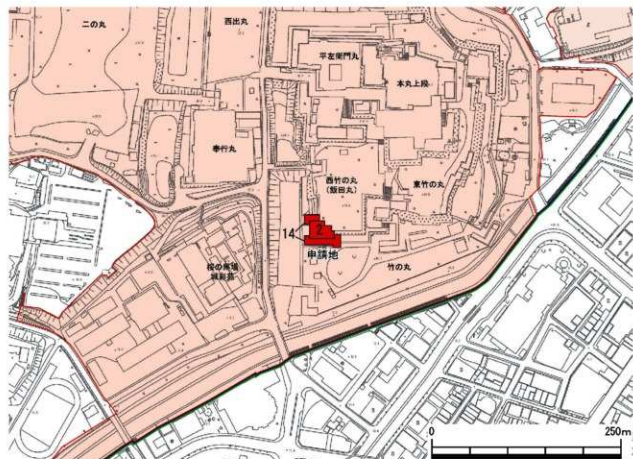 二の丸
西出丸
平左衛門丸
本丸上段
奉行丸
西竹の丸
(飯田丸)
東竹の丸
14
2
申請地
竹の丸
桜の馬場
城彩苑
0
250m